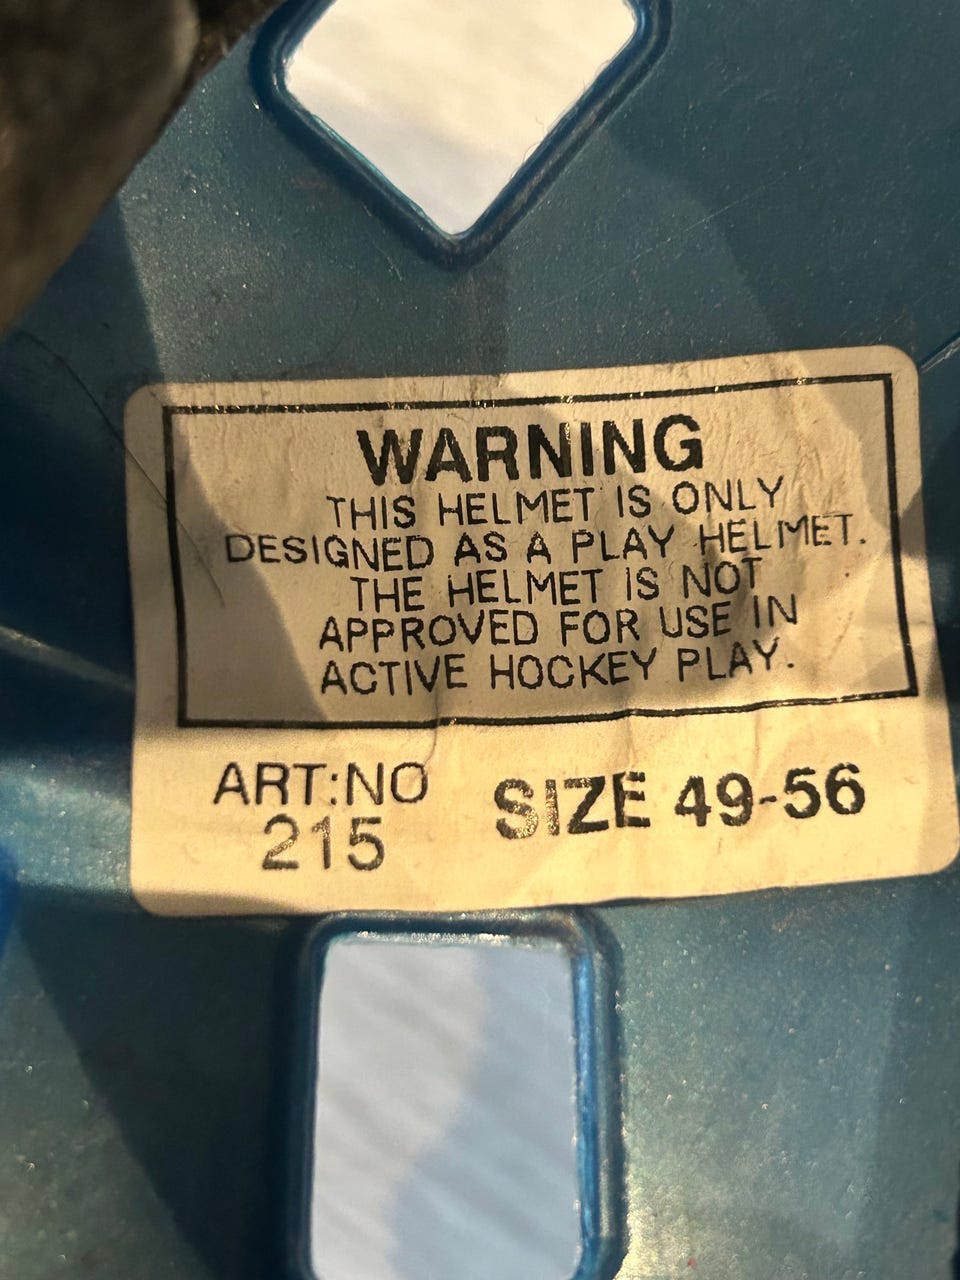 WARNING
THIS HELMET IS ONLY
DESIGNED AS A PLAY HELMET.
THE HELMET IS NOT
APPROVED FOR USE IN
ACTIVE HOCKEY PLAY.
ART:NO
215
SIZE 49-56